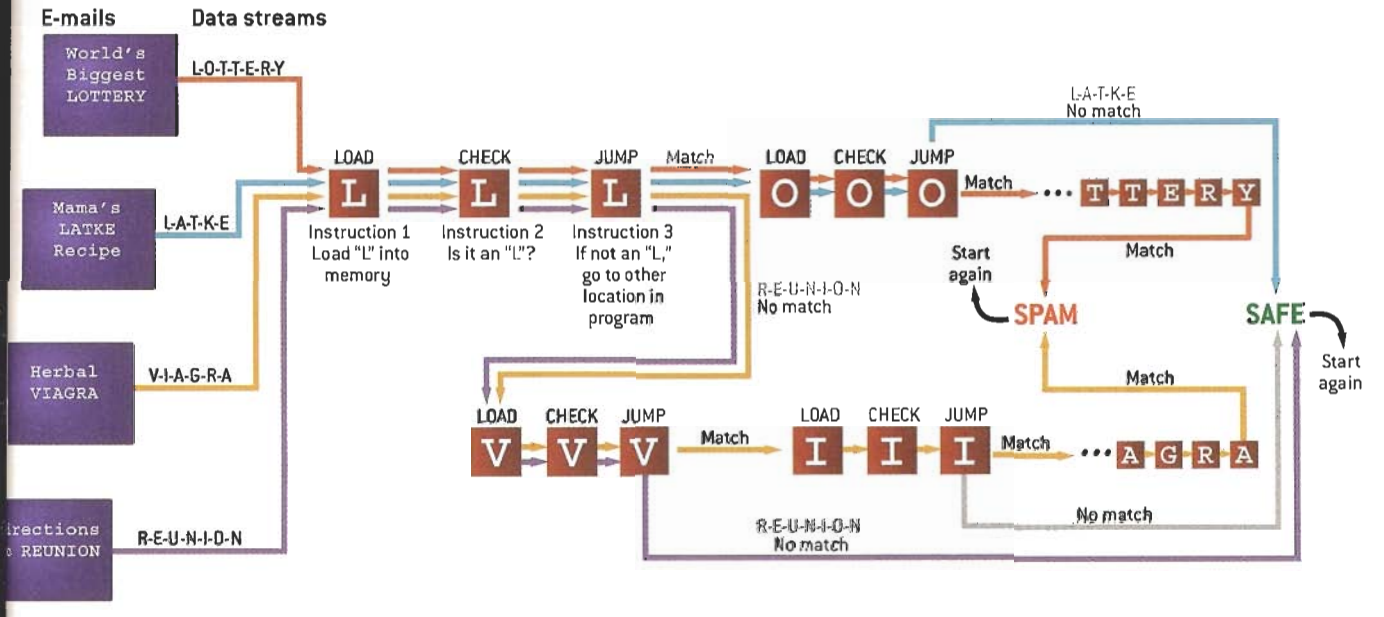 E-mails
Data streams
World's
Biggest
LOTTERY
L-O-T-T-E-R-Y
Mama's
LATKE
Recipe
L-A-T-K-E
Herbal
VIAGRA
V-I-A-G-R-A
irections
REUNION
R-E-U-N-I-O-N
LOAD
L
Instruction 1
Load "L" into
memory
CHECK
L
Instruction 2
Is it an "L"?
JUMP
L
Instruction 3
If not an "L,"
go to other
location in
program
Match
LOAD
O
CHECK
O
JUMP
O
L-A-T-K-E
No match
Match
... T T E R Y
Match
Start
again
SPAM
SAFE
Start
again
R-E-U-N-I-O-N
No match
LOAD
V
CHECK
V
JUMP
V
Match
LOAD
I
CHECK
I
JUMP
I
Match
... A G R A
Match
No match
R-E-U-N-I-O-N
No match